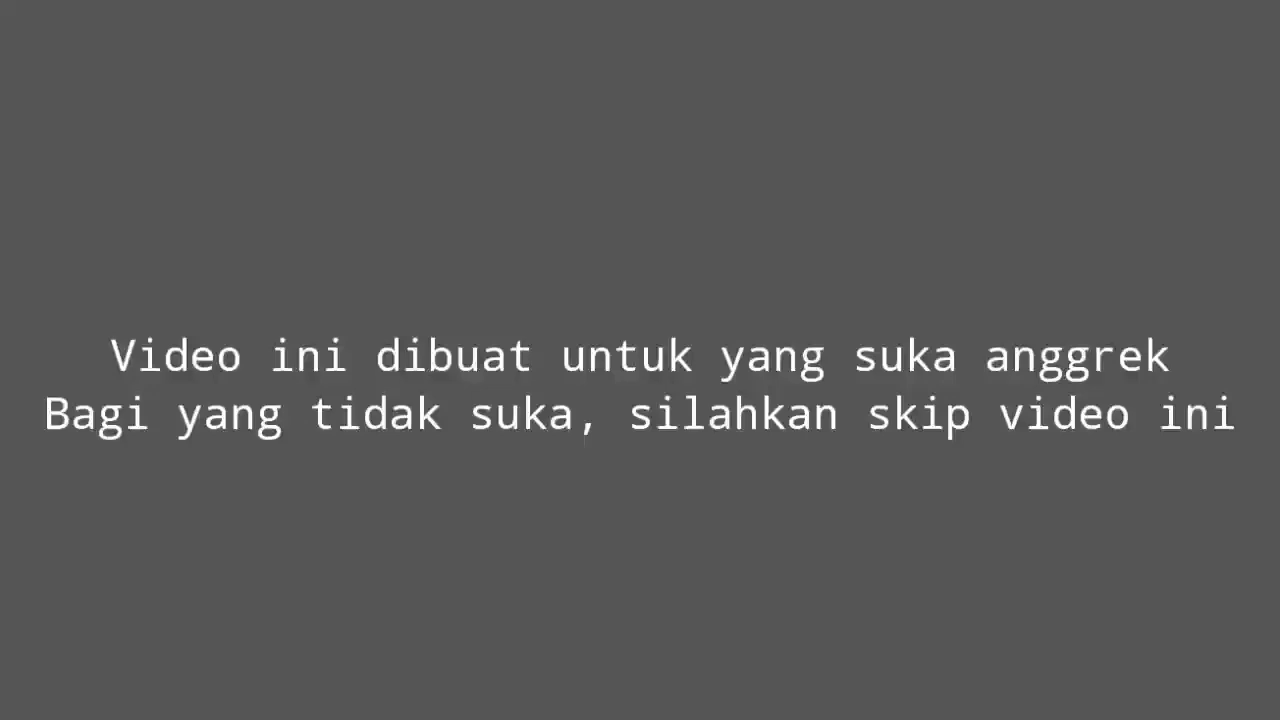 Video ini dibuat untuk yang suka anggrek
Bagi yang tidak suka, silahkan skip video ini